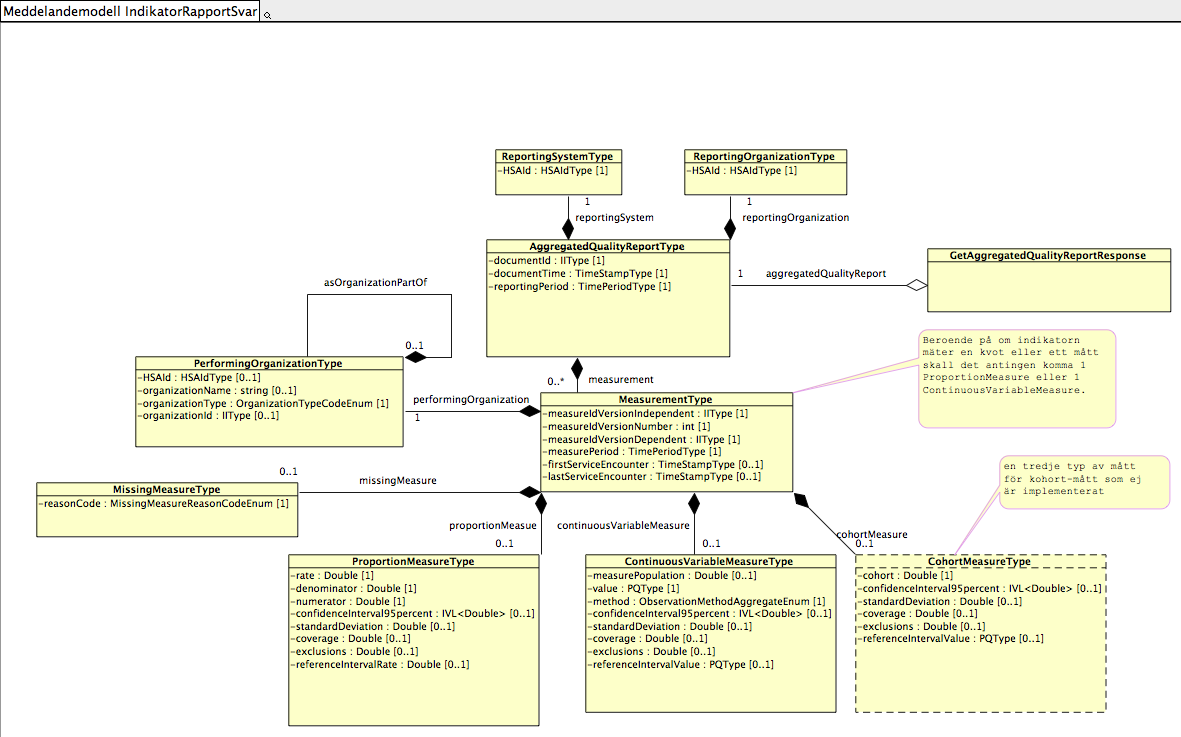 Meddelandemodell IndikatorRapportSvar
ReportingSystemType
-HSAId : HSAIdType [1]
ReportingOrganizationType
-HSAId : HSAIdType [1]
1
reportingSystem
1
reportingOrganization
AggregatedQualityReportType
-documentId : IIType [1]
-documentTime : TimeStampType [1]
-reportingPeriod : TimePeriodType [1]
1
aggregatedQualityReport
GetAggregatedQualityReportResponse
asOrganizationPartOf
0..1
PerformingOrganizationType
-HSAId : HSAIdType [0..1]
-organizationName : string [0..1]
-organizationType : OrganizationTypeCodeEnum [1]
-organizationId : IIType [0..1]
Beroende på om indikatorn
mäter en kvot eller ett mått
skall det antingen komma 1
ProportionMeasure eller 1
ContinuousVariableMeasure.
0..*
measurement
performingOrganization
1
MeasurementType
-measureIdVersionIndependent : IIType [1]
-measureIdVersionNumber : int [1]
-measureIdVersionDependent : IIType [1]
-measurePeriod : TimePeriodType [1]
-firstServiceEncounter : TimeStampType [0..1]
-lastServiceEncounter : TimeStampType [0..1]
en tredje typ av mått
för kohort-mått som ej
är implementerat
0..1
missingMeasure
MissingMeasureType
-reasonCode : MissingMeasureReasonCodeEnum [1]
proportionMeasue
0..1
continuousVariableMeasure
0..1
cohortMeasure
0..1
ProportionMeasureType
-rate : Double [1]
-denominator : Double [1]
-numerator : Double [1]
-confidenceInterval95percent : IVL<Double> [0..1]
-standardDeviation : Double [0..1]
-coverage : Double [0..1]
-exclusions : Double [0..1]
-referenceIntervalRate : Double [0..1]
ContinuousVariableMeasureType
-measurePopulation : Double [0..1]
-value : PQType [1]
-method : ObservationMethodAggregateEnum [1]
-confidenceInterval95percent : IVL<Double> [0..1]
-standardDeviation : Double [0..1]
-coverage : Double [0..1]
-exclusions : Double [0..1]
-referenceIntervalValue : PQType [0..1]
CohortMeasureType
-cohort : Double [1]
-confidenceInterval95percent : IVL<Double> [0..1]
-standardDeviation : Double [0..1]
-coverage : Double [0..1]
-exclusions : Double [0..1]
-referenceIntervalValue : PQType [0..1]